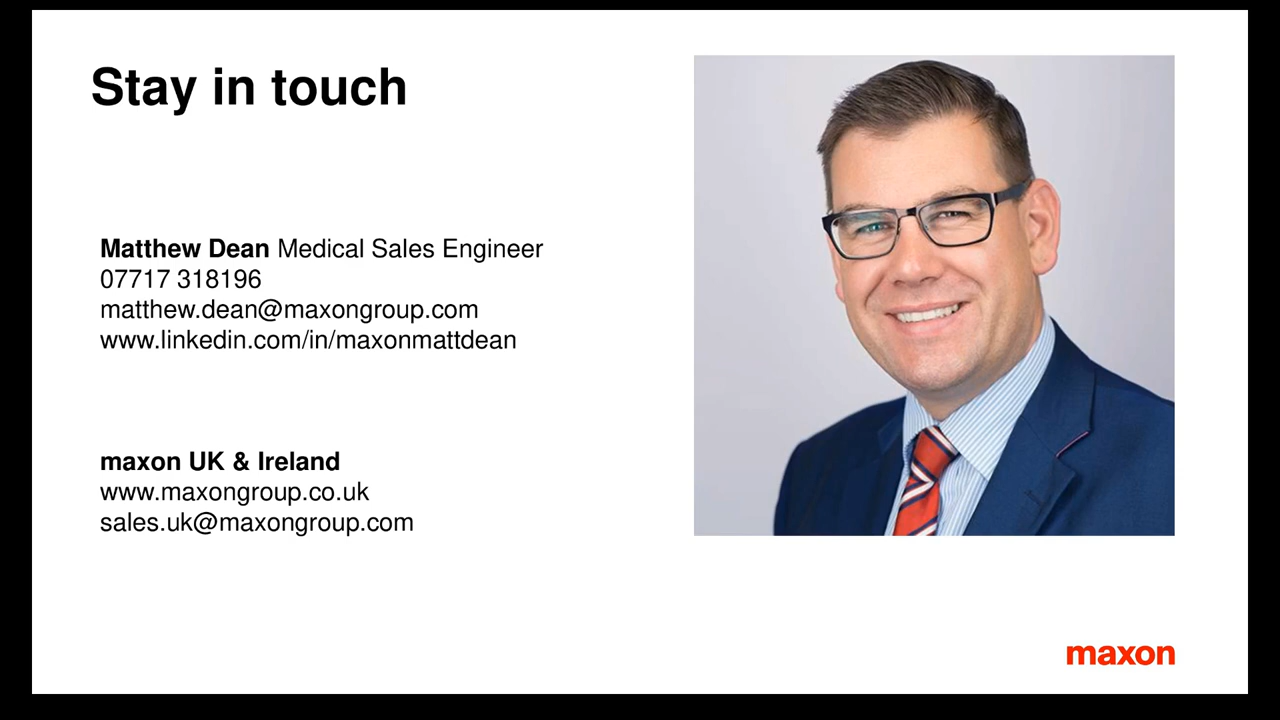 Stay in touch
Matthew Dean Medical Sales Engineer
07717 318196
matthew.dean@maxongroup.com
www.linkedin.com/in/maxonmattdean
maxon UK & Ireland
www.maxongroup.co.uk
sales.uk@maxongroup.com
maxon